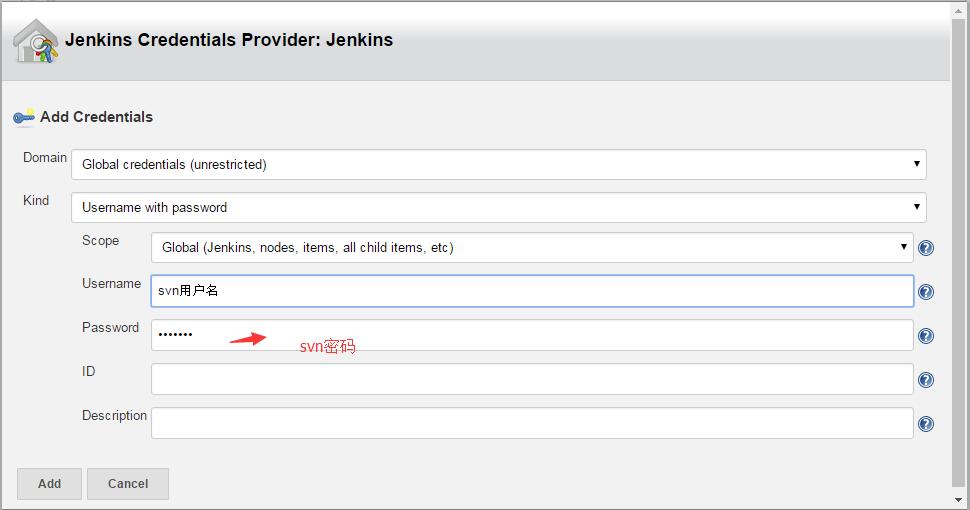 Jenkins Credentials Provider: Jenkins
Add Credentials
Domain
Global credentials (unrestricted)
Kind
Username with password
Scope
Global (Jenkins, nodes, items, all child items, etc)
Username
svn用户名
Password
•••••••
svn密码
ID
Description
Add
Cancel